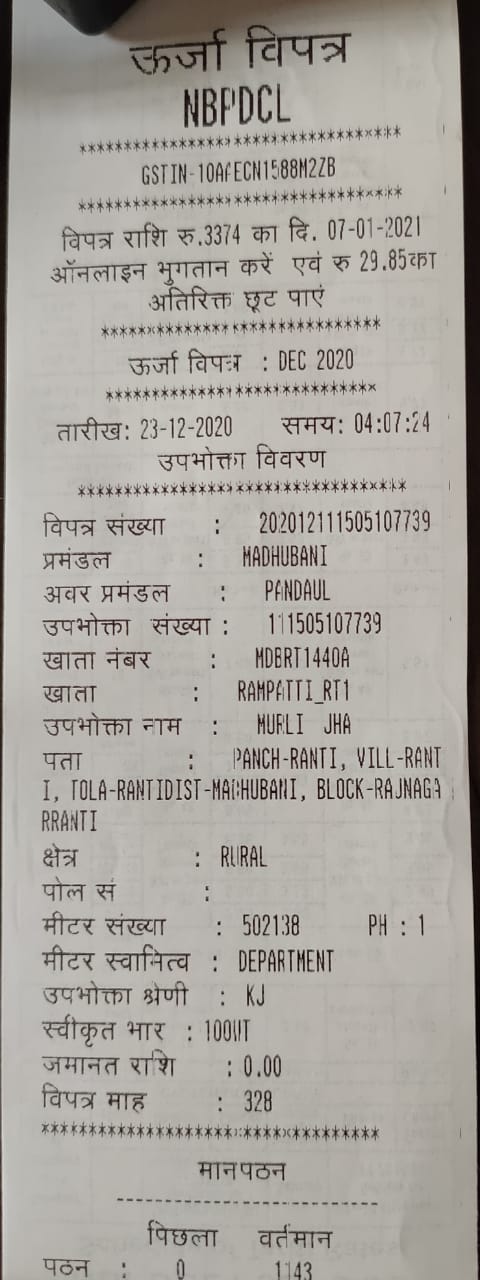 ऊर्जा विपत्र
NBPDCL
**********************************
GSTIN-10AAECN1588M2ZB
**********************************
विपत्र राशि रु.3374 का दि. 07-01-2021
ऑनलाइन भुगतान करें एवं रु 29.85का
अतिरिक्त छूट पाएं
*****************************
ऊर्जा विपत्र : DEC 2020
*****************************
तारीख: 23-12-2020 समय: 04:07:24
उपभोक्ता विवरण
**********************************
विपत्र संख्या : 202012111505107739
प्रमंडल : MADHUBANI
अवर प्रमंडल : PANDAUL
उपभोक्ता संख्या : 111505107739
खाता नंबर : MDBRT1440A
खाता : RAMPATTI_RT1
उपभोक्ता नाम : MURLI JHA
पता : PANCH-RANTI, VILL-RANT
I, TOLA-RANTIDIST-MADHUBANI, BLOCK-RAJNAGA
RRANTI
क्षेत्र : RURAL
पोल सं :
मीटर संख्या : 502138 PH : 1
मीटर स्वामित्व : DEPARTMENT
उपभोक्ता श्रेणी : KJ
स्वीकृत भार : 100WT
जमानत राशि : 0.00
विपत्र माह : 328
************************************
मानपठन
----------------------------
पिछला वर्तमान
पठन : 0 1143